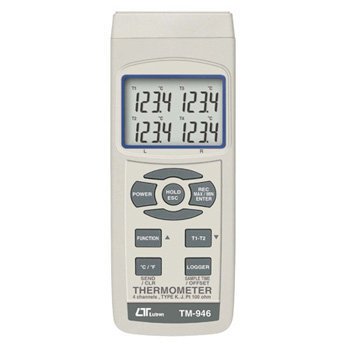 T1 °C T3 °C
123.4 123.4
T2 °C T4 °C
123.4 123.4
L R
POWER HOLD ESC REC MAX / MIN ENTER
FUNCTION ▲ T1-T2 ▼
°C / °F LOGGER
SEND / CLR SAMPLE TIME / OFFSET
THERMOMETER
4 channels, TYPE K, J, Pt 100 ohm
LT Lutron TM-946